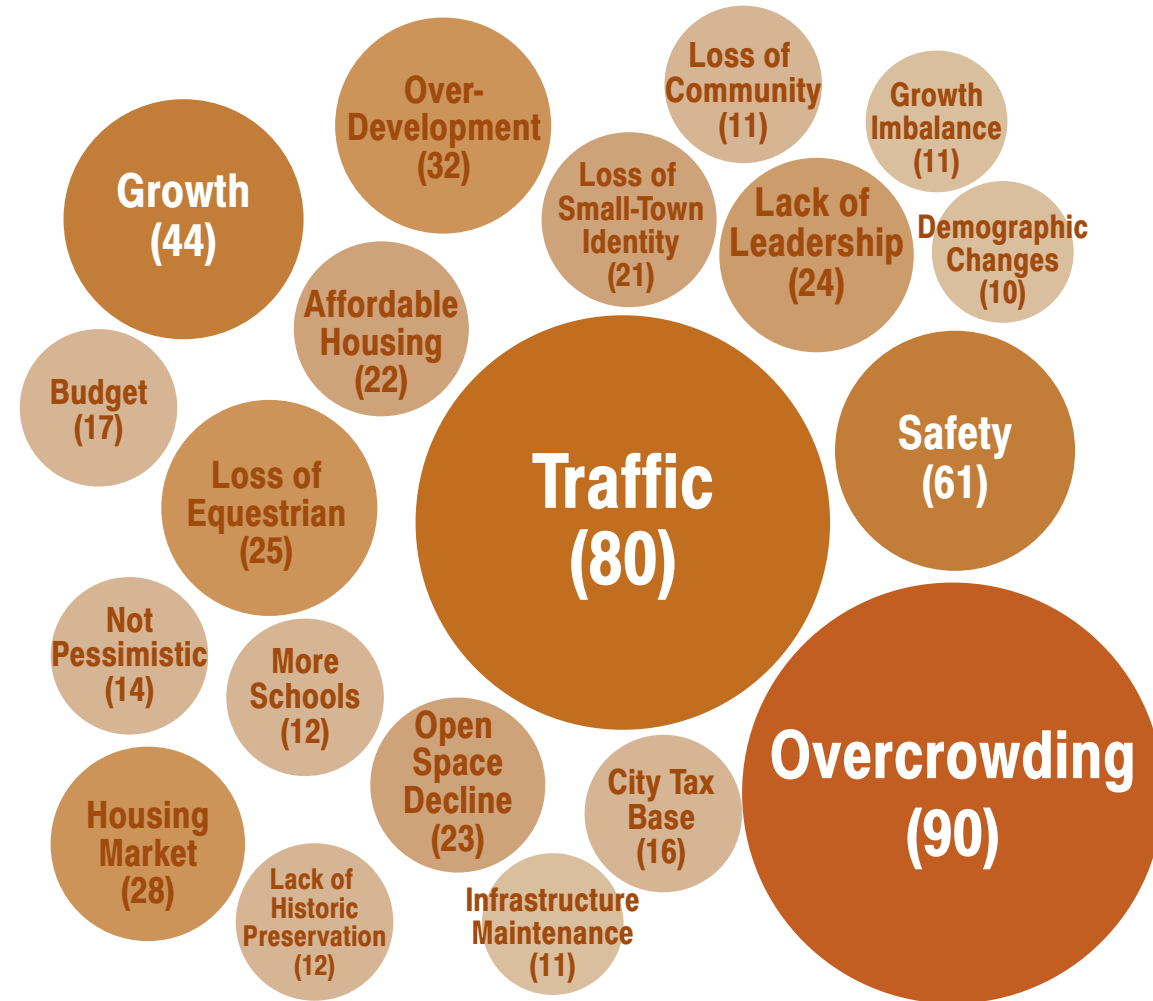 Loss of
Community
(11)
Over-
Development
(32)
Growth
Imbalance
(11)
Growth
(44)
Loss of
Small-Town
Identity
(21)
Lack of
Leadership
(24)
Demographic
Changes
(10)
Affordable
Housing
(22)
Budget
(17)
Safety
(61)
Traffic
(80)
Loss of
Equestrian
(25)
Not
Pessimistic
(14)
More
Schools
(12)
Open
Space
Decline
(23)
City Tax
Base
(16)
Overcrowding
(90)
Housing
Market
(28)
Lack of
Historic
Preservation
(12)
Infrastructure
Maintenance
(11)